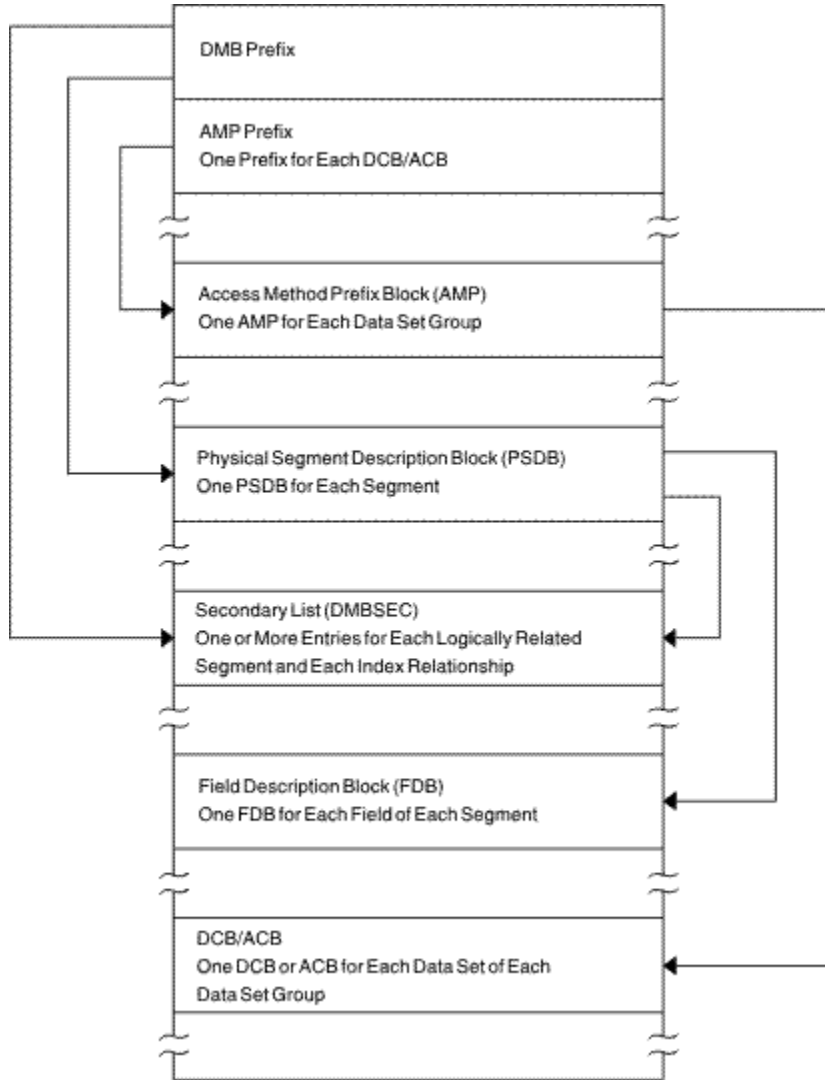 DMB Prefix
AMP Prefix
One Prefix for Each DCB/ACB
Access Method Prefix Block (AMP)
One AMP for Each Data Set Group
Physical Segment Description Block (PSDB)
One PSDB for Each Segment
Secondary List (DMBSEC)
One or More Entries for Each Logically Related
Segment and Each Index Relationship
Field Description Block (FDB)
One FDB for Each Field of Each Segment
DCB/ACB
One DCB or ACB for Each Data Set of Each
Data Set Group